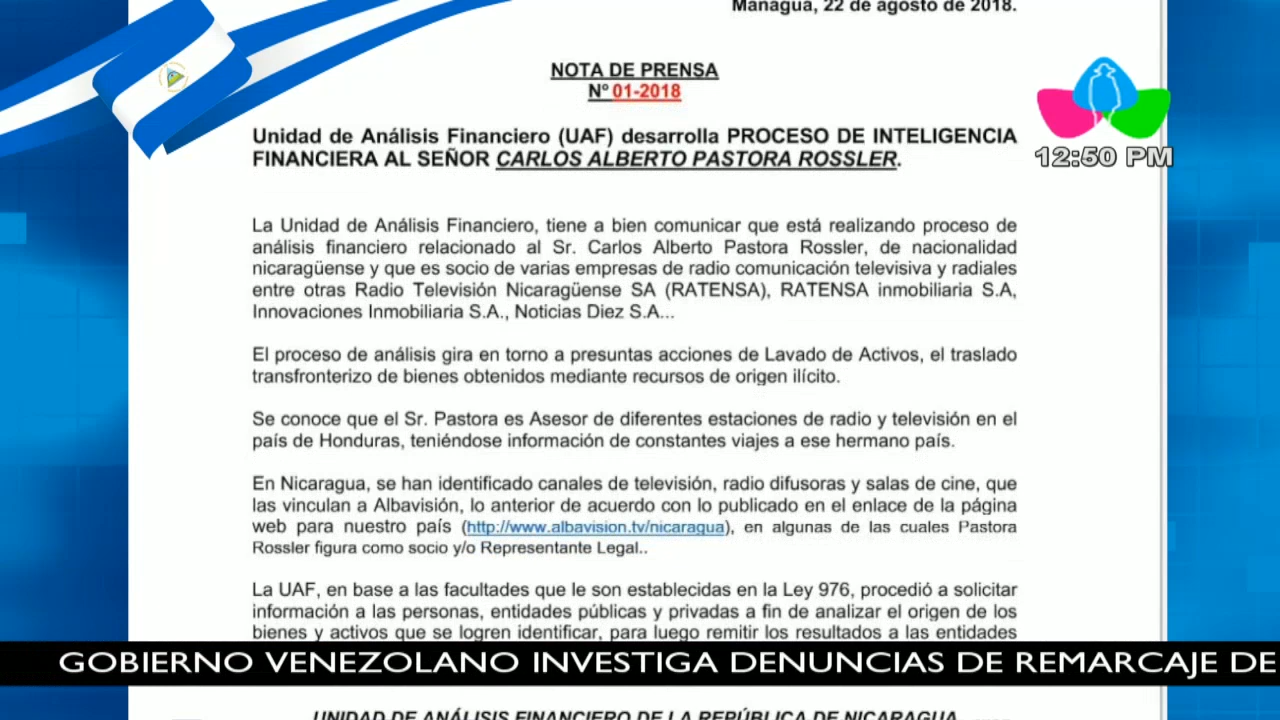 Managua, 22 de agosto de 2018.
NOTA DE PRENSA
N° 01-2018
12:50 PM
Unidad de Análisis Financiero (UAF) desarrolla PROCESO DE INTELIGENCIA
FINANCIERA AL SEÑOR CARLOS ALBERTO PASTORA ROSSLER.
La Unidad de Análisis Financiero, tiene a bien comunicar que está realizando proceso de
análisis financiero relacionado al Sr. Carlos Alberto Pastora Rossler, de nacionalidad
nicaragüense y que es socio de varias empresas de radio comunicación televisiva y radiales
entre otras Radio Televisión Nicaragüense SA (RATENSA), RATENSA inmobiliaria S.A,
Innovaciones Inmobiliaria S.A., Noticias Diez S.A...
El proceso de análisis gira en torno a presuntas acciones de Lavado de Activos, el traslado
transfronterizo de bienes obtenidos mediante recursos de origen ilícito.
Se conoce que el Sr. Pastora es Asesor de diferentes estaciones de radio y televisión en el
país de Honduras, teniéndose información de constantes viajes a ese hermano país.
En Nicaragua, se han identificado canales de televisión, radio difusoras y salas de cine, que
las vinculan a Albavisión, lo anterior de acuerdo con lo publicado en el enlace de la página
web para nuestro país (http://www.albavision.tv/nicaragua), en algunas de las cuales Pastora
Rossler figura como socio y/o Representante Legal..
La UAF, en base a las facultades que le son establecidas en la Ley 976, procedió a solicitar
información a las personas, entidades públicas y privadas a fin de analizar el origen de los
bienes y activos que se logren identificar, para luego remitir los resultados a las entidades
GOBIERNO VENEZOLANO INVESTIGA DENUNCIAS DE REMARCAJE DE
UNIDAD DE ANÁLISIS FINANCIERO DE LA REPÚBLICA DE NICARAGUA